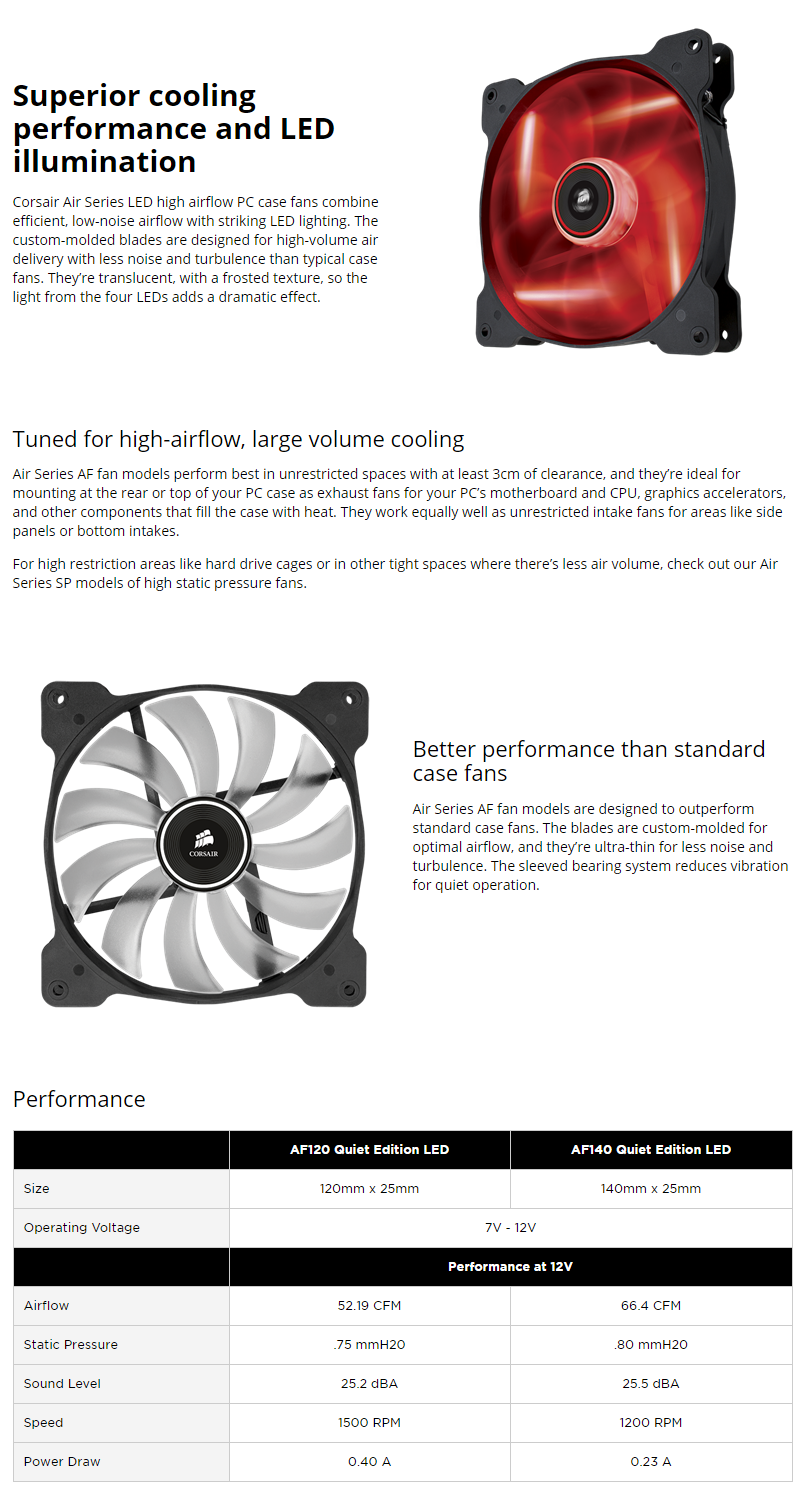 Superior cooling
performance and LED
illumination
Corsair Air Series LED high airflow PC case fans combine
efficient, low-noise airflow with striking LED lighting. The
custom-molded blades are designed for high-volume air
delivery with less noise and turbulence than typical case
fans. They’re translucent, with a frosted texture, so the
light from the four LEDs adds a dramatic effect.
Tuned for high-airflow, large volume cooling
Air Series AF fan models perform best in unrestricted spaces with at least 3cm of clearance, and they’re ideal for
mounting at the rear or top of your PC case as exhaust fans for your PC’s motherboard and CPU, graphics accelerators,
and other components that fill the case with heat. They work equally well as unrestricted intake fans for areas like side
panels or bottom intakes.
For high restriction areas like hard drive cages or in other tight spaces where there’s less air volume, check out our Air
Series SP models of high static pressure fans.
CORSAIR
Better performance than standard
case fans
Air Series AF fan models are designed to outperform
standard case fans. The blades are custom-molded for
optimal airflow, and they’re ultra-thin for less noise and
turbulence. The sleeved bearing system reduces vibration
for quiet operation.
Performance
AF120 Quiet Edition LED AF140 Quiet Edition LED
Size 120mm x 25mm 140mm x 25mm
Operating Voltage 7V - 12V
Performance at 12V
Airflow 52.19 CFM 66.4 CFM
Static Pressure .75 mmH20 .80 mmH20
Sound Level 25.2 dBA 25.5 dBA
Speed 1500 RPM 1200 RPM
Power Draw 0.40 A 0.23 A